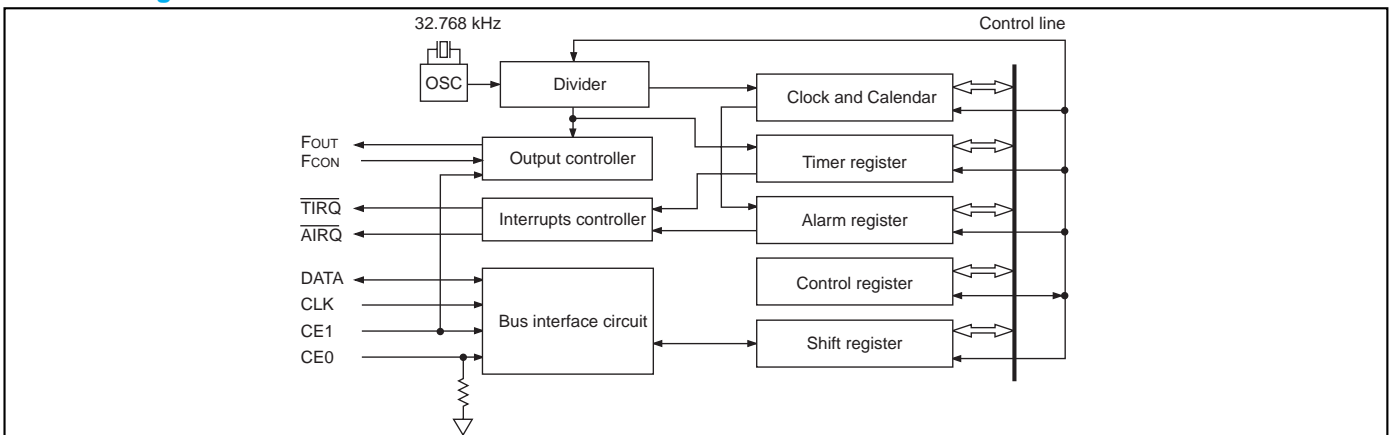 32.768 kHz
Control line
OSC
Divider
Clock and Calendar
FOUT
FCON
Output controller
Timer register
TIRQ
AIRQ
Interrupts controller
Alarm register
DATA
CLK
CE1
CE0
Bus interface circuit
Control register
Shift register